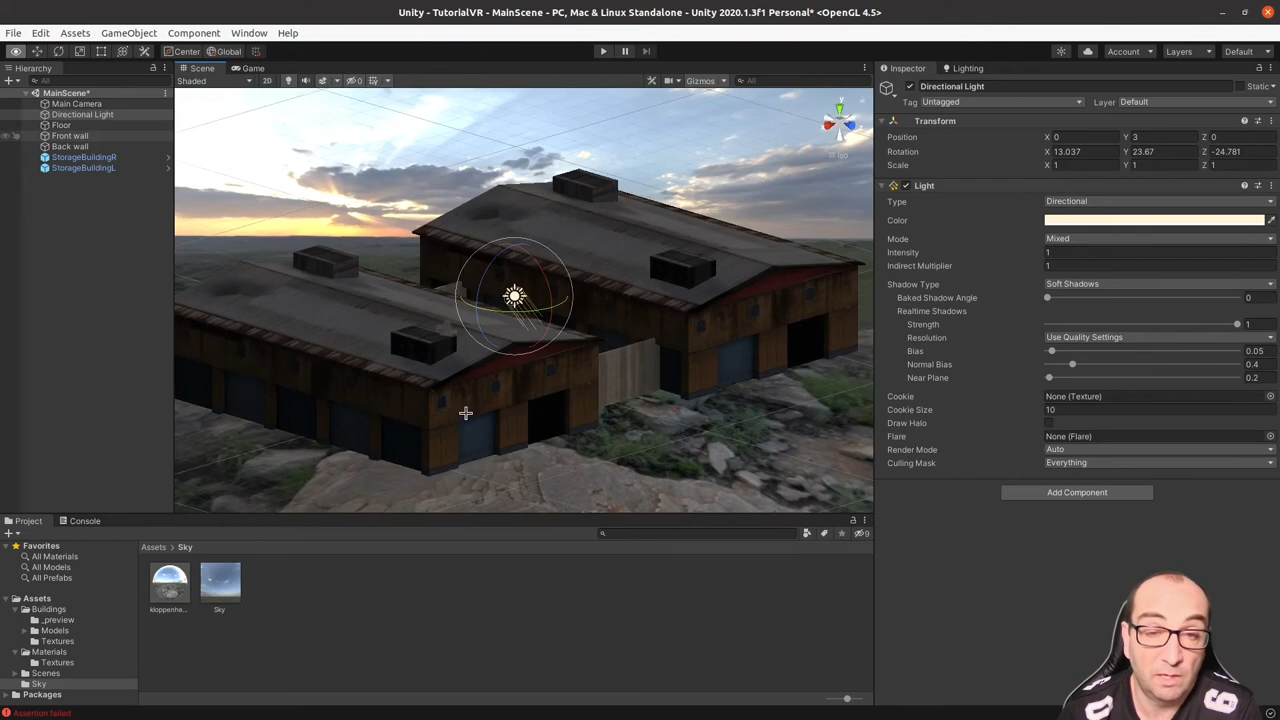 Unity - TutorialVR - MainScene - PC, Mac & Linux Standalone - Unity 2020.1.3f1 Personal* <OpenGL 4.5>
File Edit Assets GameObject Component Window Help
Center Global Account Layers Default
Hierarchy Scene Game Inspector Lighting
All Shaded 2D 0 Gizmos All
MainScene*
Main Camera
Directional Light
Floor
Front wall
Back wall
StorageBuildingR
StorageBuildingL
y
Iso
Directional Light Static
Tag Untagged Layer Default
Transform
Position X 0 Y 3 Z 0
Rotation X 13.037 Y 23.67 Z -24.781
Scale X 1 Y 1 Z 1
Light
Type Directional
Color
Mode Mixed
Intensity 1
Indirect Multiplier 1
Shadow Type Soft Shadows
Baked Shadow Angle 0
Realtime Shadows
Strength 1
Resolution Use Quality Settings
Bias 0.05
Normal Bias 0.4
Near Plane 0.2
Cookie None (Texture)
Cookie Size 10
Draw Halo
Flare None (Flare)
Render Mode Auto
Culling Mask Everything
Add Component
Project Console
9
Favorites
All Materials
All Models
All Prefabs
Assets
Buildings
_preview
Models
Textures
Materials
Textures
Scenes
Sky
Packages
Assets > Sky
kloppenhe... Sky
Assertion failed